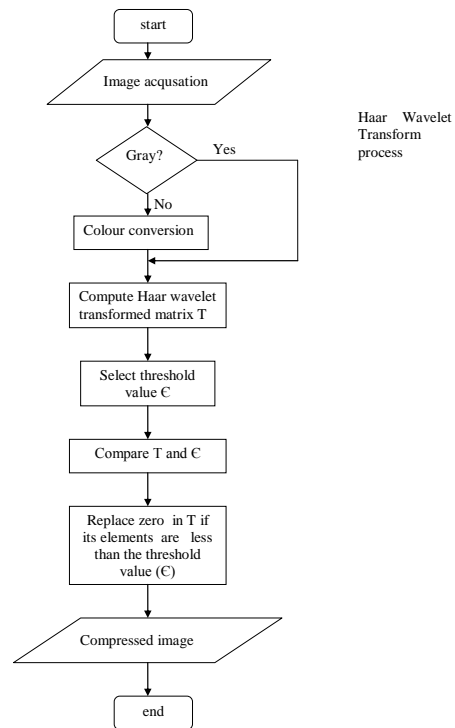 start
Image acqusation
Haar Wavelet
Transform
process
Gray?
Yes
No
Colour conversion
Compute Haar wavelet
transformed matrix T
Select threshold
value Є
Compare T and Є
Replace zero in T if
its elements are less
than the threshold
value (Є)
Compressed image
end